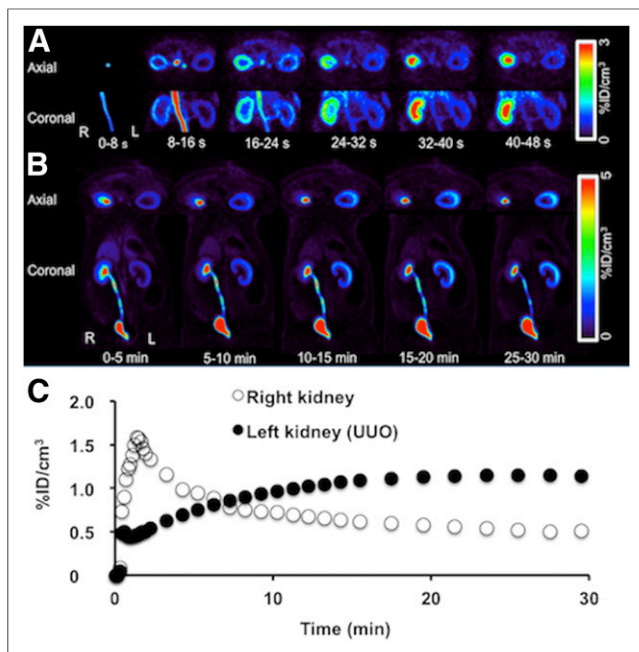 A
Axial
Coronal
R L
0-8 s 8-16 s 16-24 s 24-32 s 32-40 s 40-48 s
3
%ID/cm³
0
B
Axial
Coronal
R L
0-5 min 5-10 min 10-15 min 15-20 min 25-30 min
5
%ID/cm³
0
C
Right kidney
Left kidney (UUO)
%ID/cm³
2.0
1.5
1.0
0.5
0
0 10 20 30
Time (min)